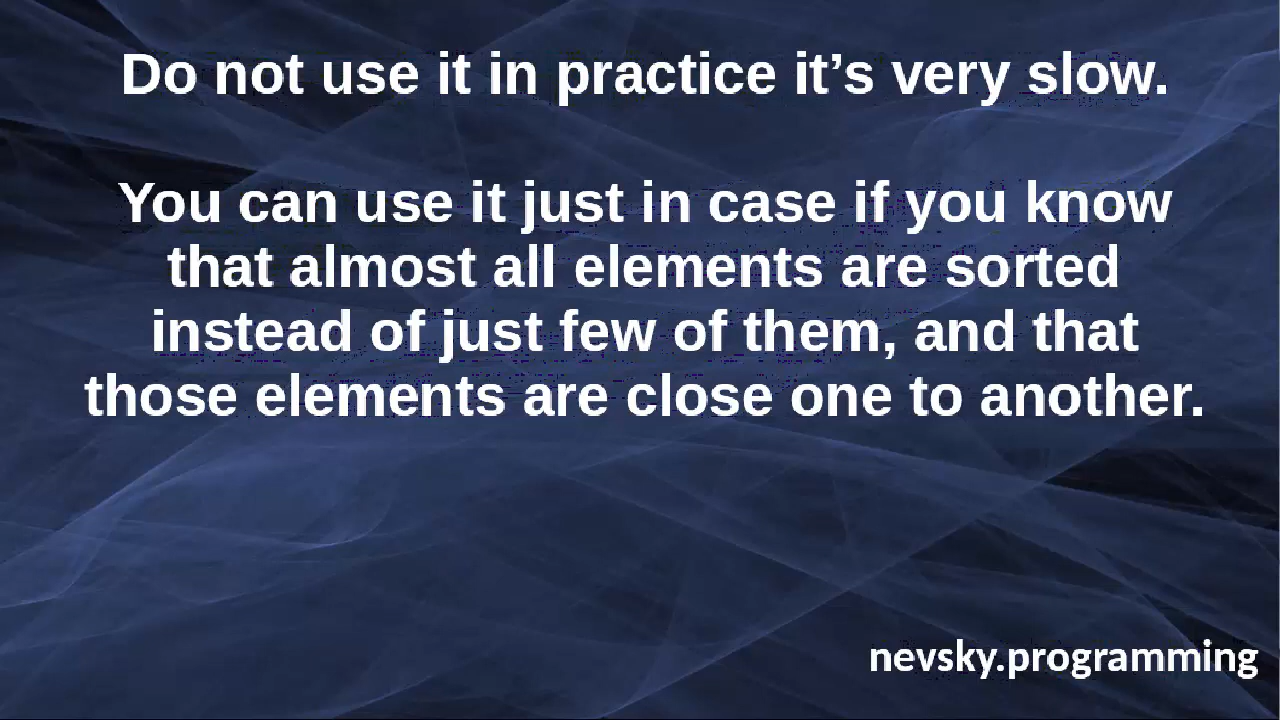 Do not use it in practice it’s very slow.
You can use it just in case if you know
that almost all elements are sorted
instead of just few of them, and that
those elements are close one to another.
nevsky.programming